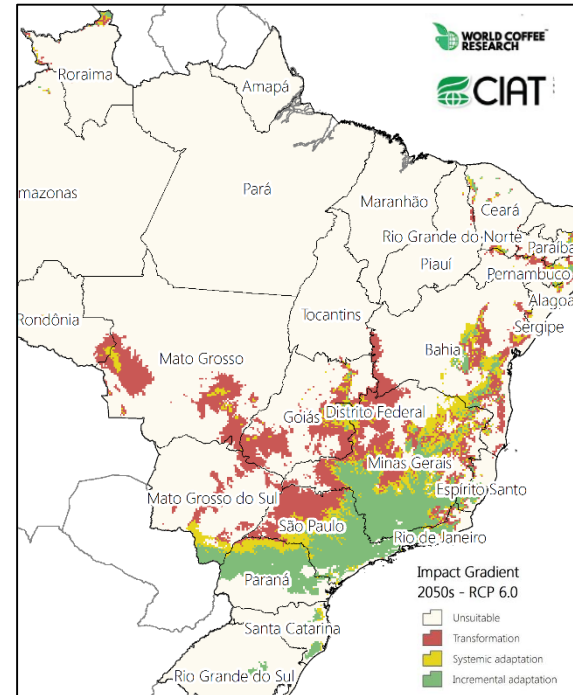 WORLD COFFEE
RESEARCH
CIAT
Roraima
Amapá
mazonas
Pará
Maranhão
Ceará
Rio Grande do Norte
Paraíba
Piauí
Pernambuco
Alagoa
Rondônia
Tocantins
Sergipe
Mato Grosso
Bahia
Goiás
Distrito Federal
Minas Gerais
Mato Grosso do Sul
Espírito Santo
São Paulo
Rio de Janeiro
Paraná
Santa Catarina
Rio Grande do Sul
Impact Gradient
2050s - RCP 6.0
Unsuitable
Transformation
Systemic adaptation
Incremental adaptation